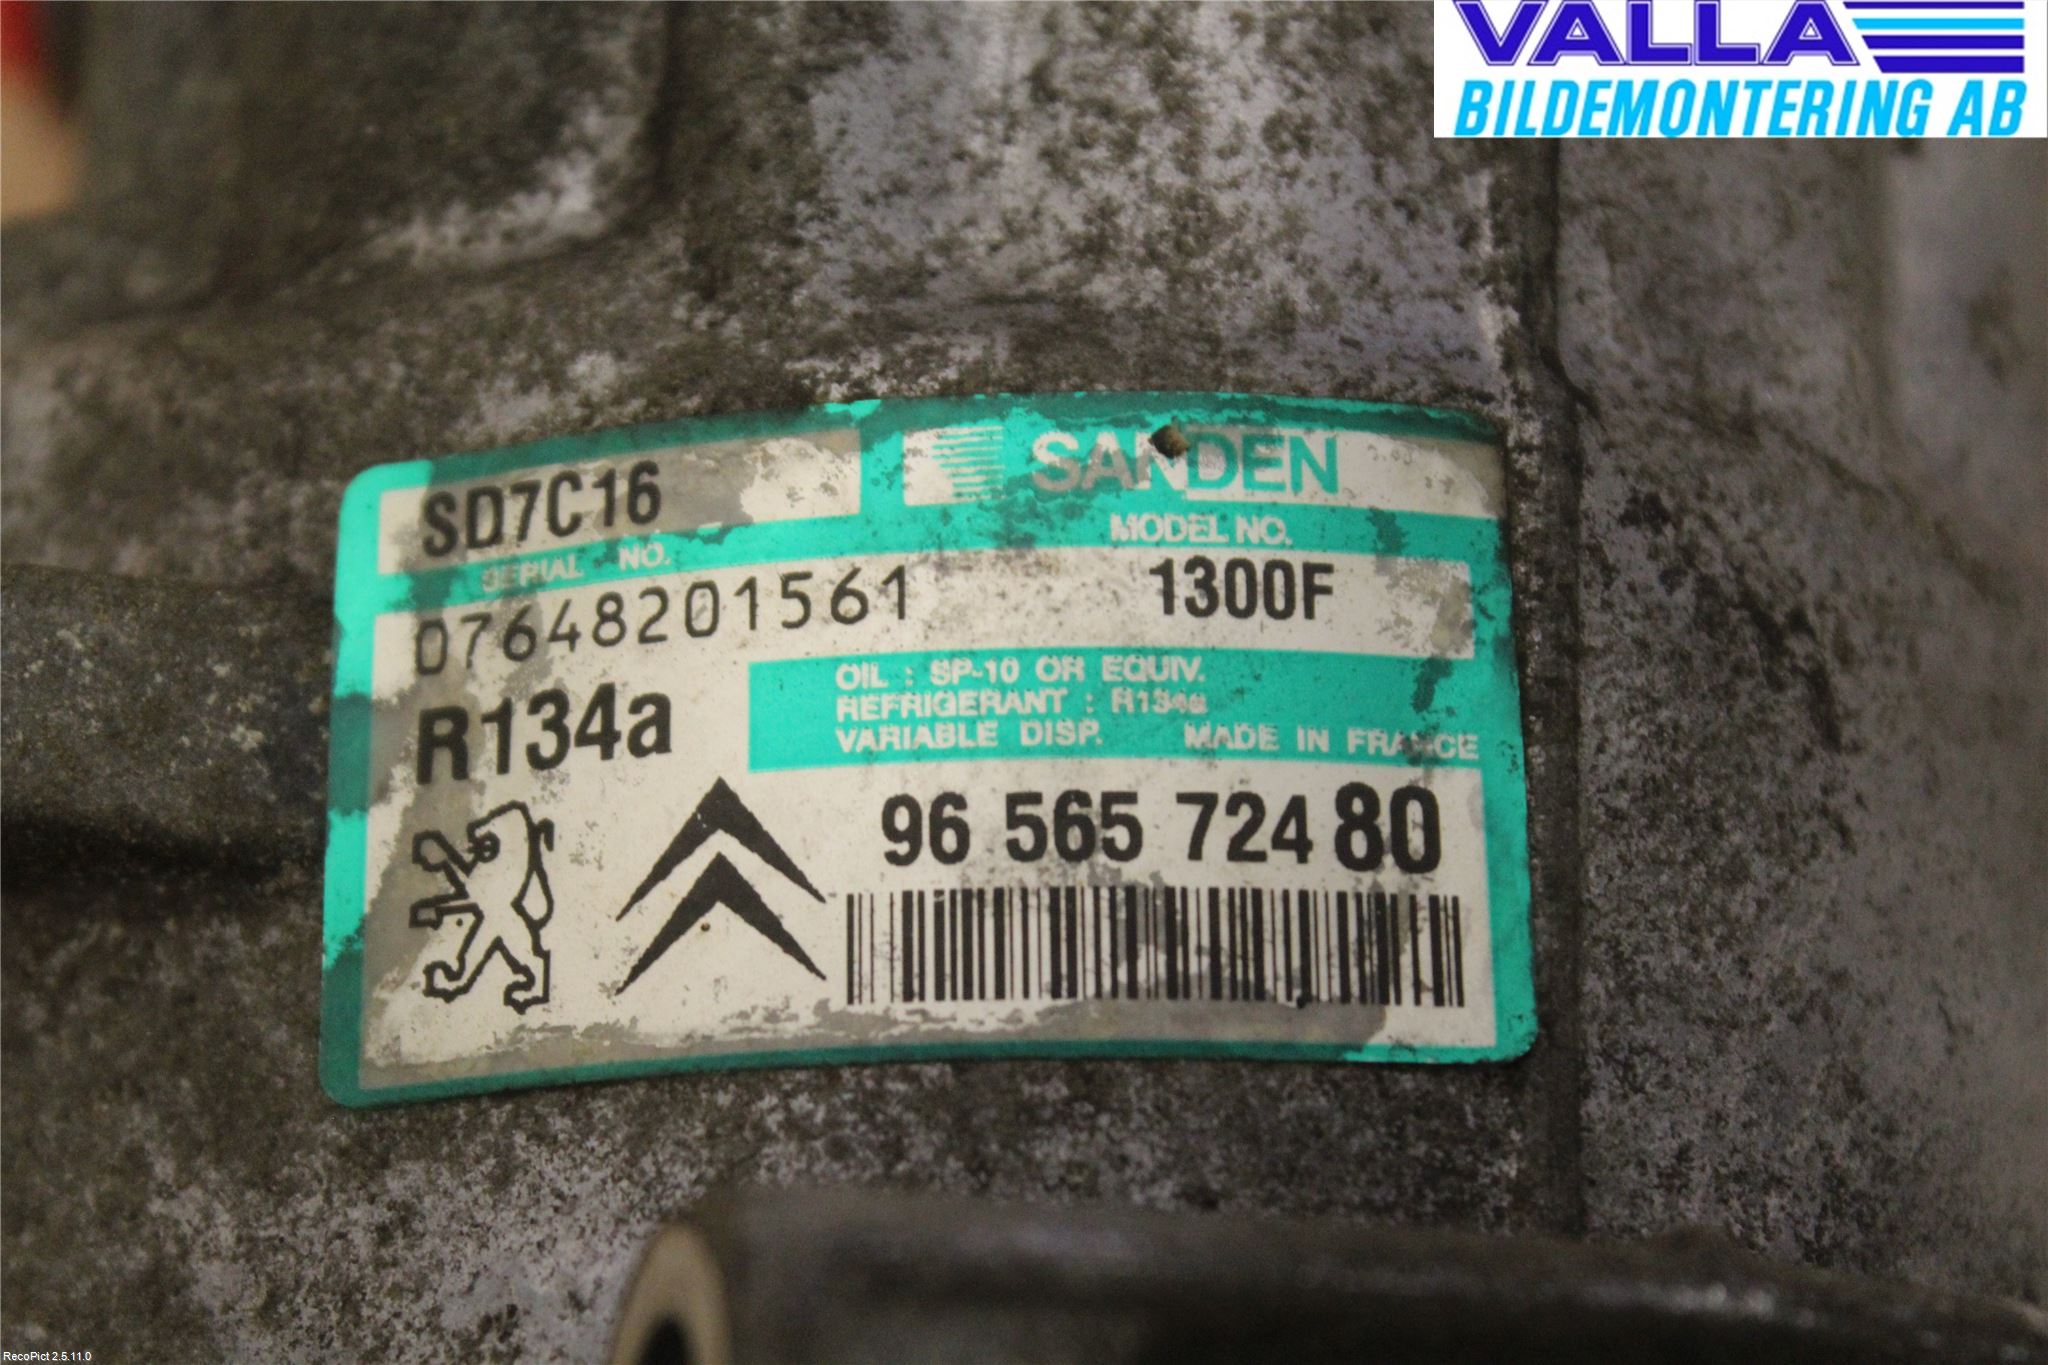 VALLA
BILDEMONTERING AB
SD7C16
SANDEN
SERIAL NO.
MODEL NO.
07648201561
1300F
R134a
OIL : SP-10 OR EQUIV.
REFRIGERANT : R134a
VARIABLE DISP. MADE IN FRANCE
96 565 724 80
RecoPict 2.5.11.0